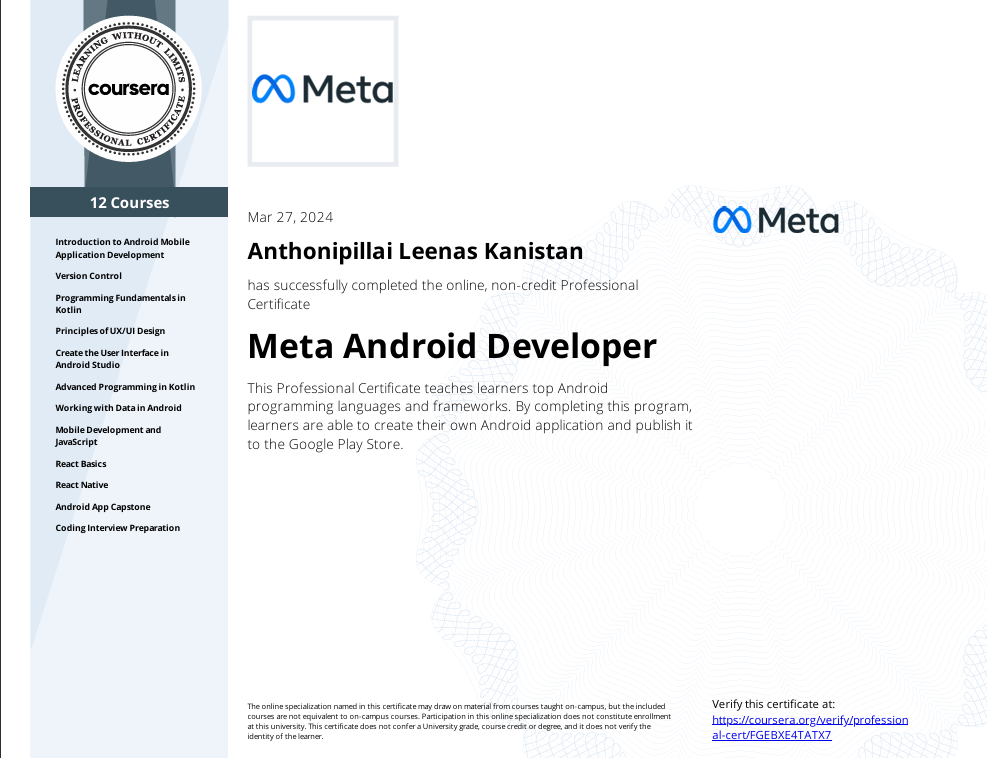 LEARNING WITHOUT LIMITS
coursera
PROFESSIONAL CERTIFICATE
12 Courses
Introduction to Android Mobile
Application Development
Version Control
Programming Fundamentals in
Kotlin
Principles of UX/UI Design
Create the User Interface in
Android Studio
Advanced Programming in Kotlin
Working with Data in Android
Mobile Development and
JavaScript
React Basics
React Native
Android App Capstone
Coding Interview Preparation
Meta
Mar 27, 2024
Anthonipillai Leenas Kanistan
has successfully completed the online, non-credit Professional
Certificate
Meta Android Developer
This Professional Certificate teaches learners top Android
programming languages and frameworks. By completing this program,
learners are able to create their own Android application and publish it
to the Google Play Store.
Meta
The online specialization named in this certificate may draw on material from courses taught on-campus, but the included
courses are not equivalent to on-campus courses. Participation in this online specialization does not constitute enrollment
at this university. This certificate does not confer a University grade, course credit or degree, and it does not verify the
identity of the learner.
Verify this certificate at:
https://coursera.org/verify/profession
al-cert/FGEBXE4TATX7